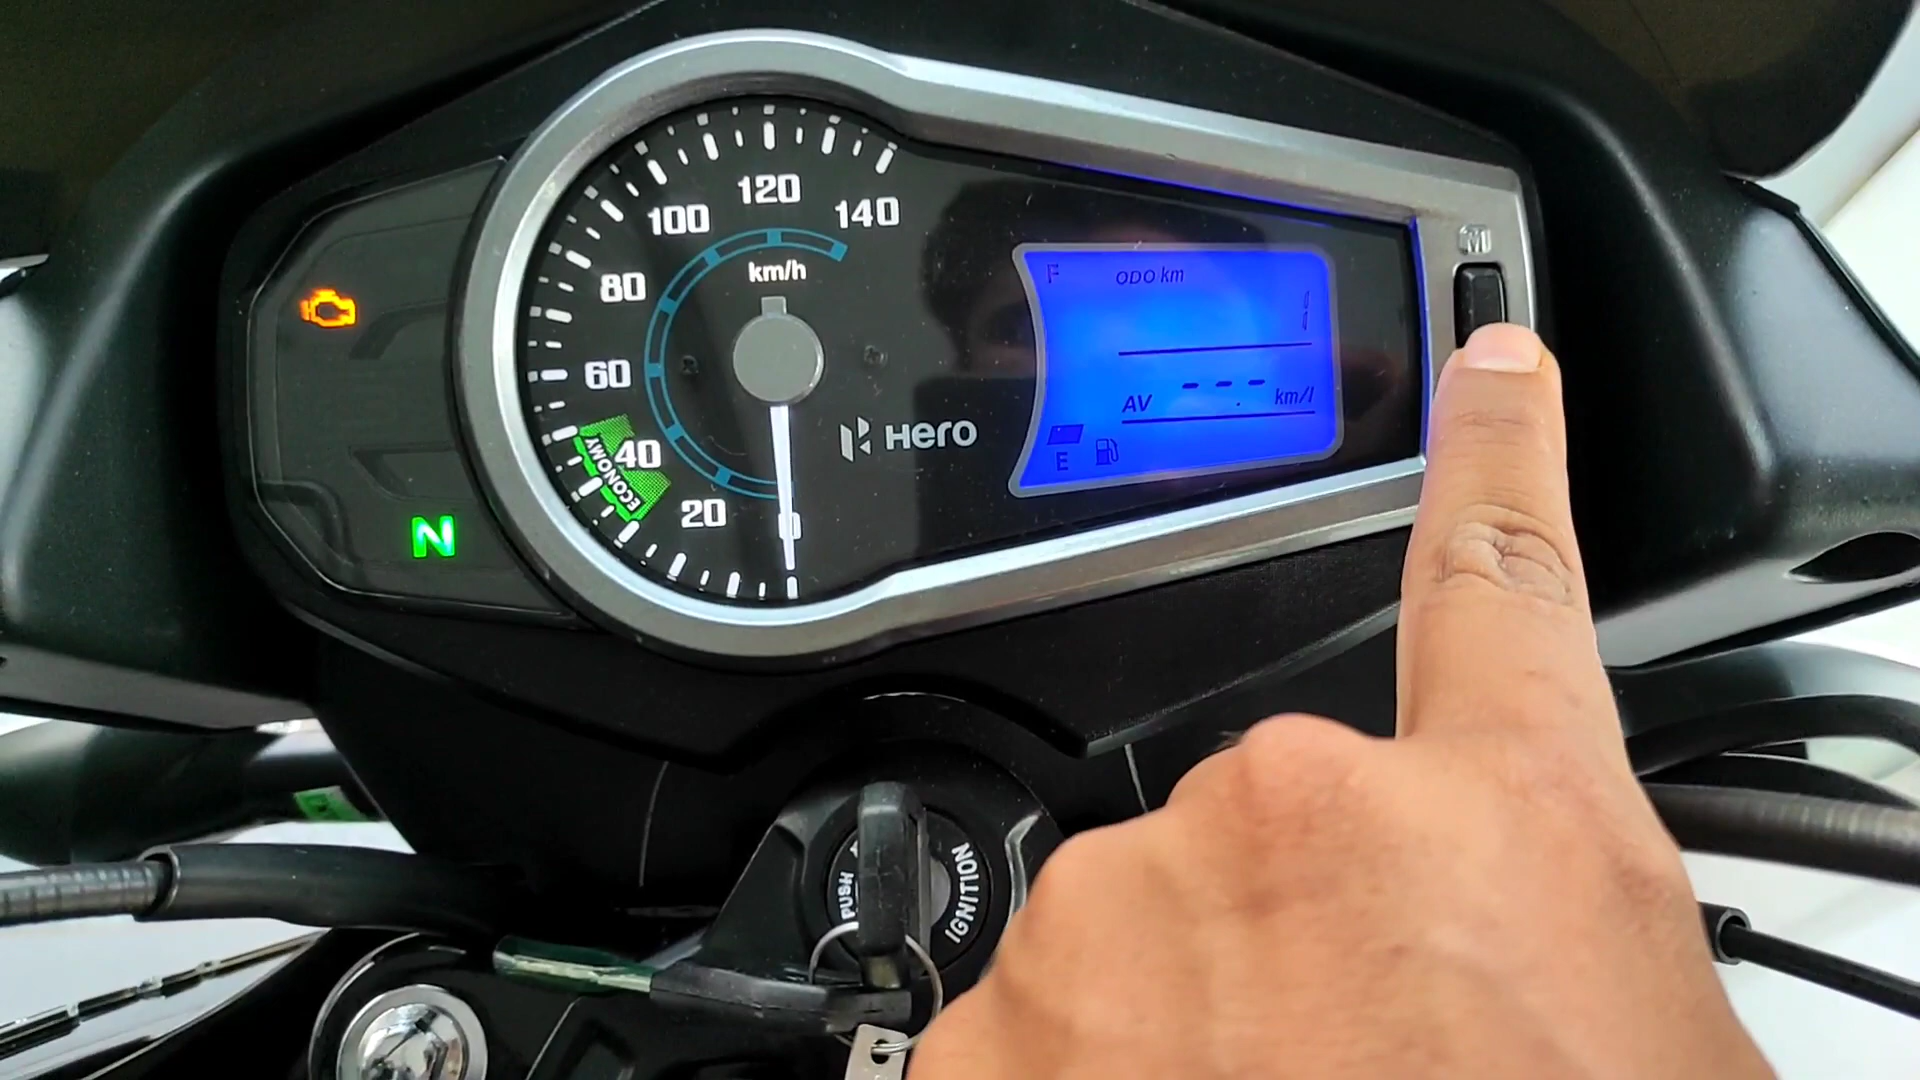 140
120
100
80
60
40
20
0
km/h
ECONOMY
N
Hero
F
ODO km
AV ---.- km/l
E
M
PUSH
IGNITION